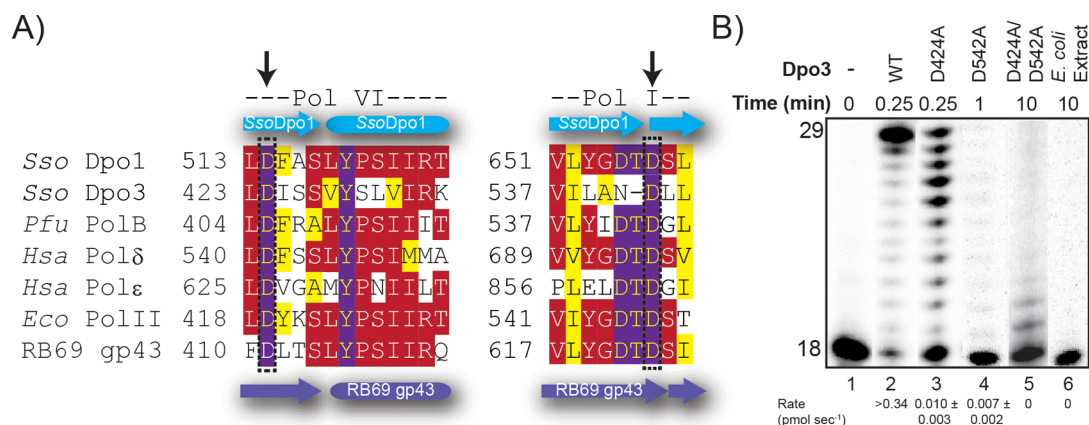 A)
---Pol VI----
--Pol I--
SsoDpo1 SsoDpo1
SsoDpo1
Sso Dpo1 513 LDFASLYPSIIRT 651 VLYGDTDSL
Sso Dpo3 423 LDISSVYSLVIRK 537 VILAN-DLL
Pfu PolB 404 LDFRALYPSIIIT 537 VLYIDTDGL
Hsa Polδ 540 LDFSSLYPSIMMA 689 VVYGDTDSV
Hsa Polε 625 LDVGAMYPNIILT 856 PLELDTDGI
Eco PolII 418 LDYKSLYPSIIRT 541 VIYGDTDST
RB69 gp43 410 FDLTSLYPSIIRQ 617 VLYGDTDSI
RB69 gp43
RB69 gp43
B)
Dpo3 - WT D424A D542A D424A/D542A E. coli Extract
Time (min) 0 0.25 0.25 1 10 10
29
18
1 2 3 4 5 6
Rate (pmol sec-1) >0.34 0.010 ± 0.003 0.007 ± 0.002 0 0